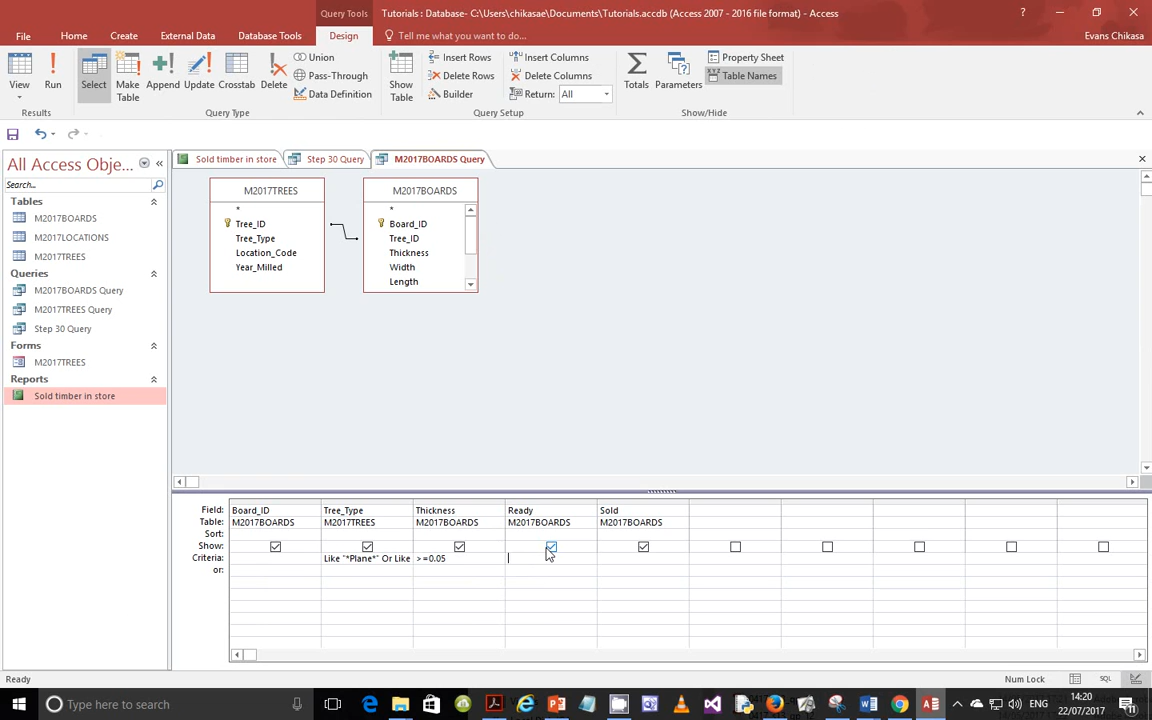 Query Tools
Tutorials : Database- C:\Users\chikasae\Documents\Tutorials.accdb (Access 2007 - 2016 file format) - Access
?
File
Home
Create
External Data
Database Tools
Design
Tell me what you want to do...
Evans Chikasa
View
Run
Select
Make Table
Append
Update
Crosstab
Delete
Union
Pass-Through
Data Definition
Show Table
Insert Rows
Delete Rows
Builder
Insert Columns
Delete Columns
Return: All
Totals
Parameters
Property Sheet
Table Names
Results
Query Type
Query Setup
Show/Hide
All Access Obje...
Search...
Tables
M2017BOARDS
M2017LOCATIONS
M2017TREES
Queries
M2017BOARDS Query
M2017TREES Query
Step 30 Query
Forms
M2017TREES
Reports
Sold timber in store
Sold timber in store
Step 30 Query
M2017BOARDS Query
M2017TREES
*
Tree_ID
Tree_Type
Location_Code
Year_Milled
M2017BOARDS
*
Board_ID
Tree_ID
Thickness
Width
Length
Field: Board_ID Tree_Type Thickness Ready Sold
Table: M2017BOARDS M2017TREES M2017BOARDS M2017BOARDS M2017BOARDS
Sort:
Show:
Criteria: Like "*Plane*" Or Like >=0.05
or:
Ready
Num Lock
SQL
Type here to search
ENG
14:20
22/07/2017